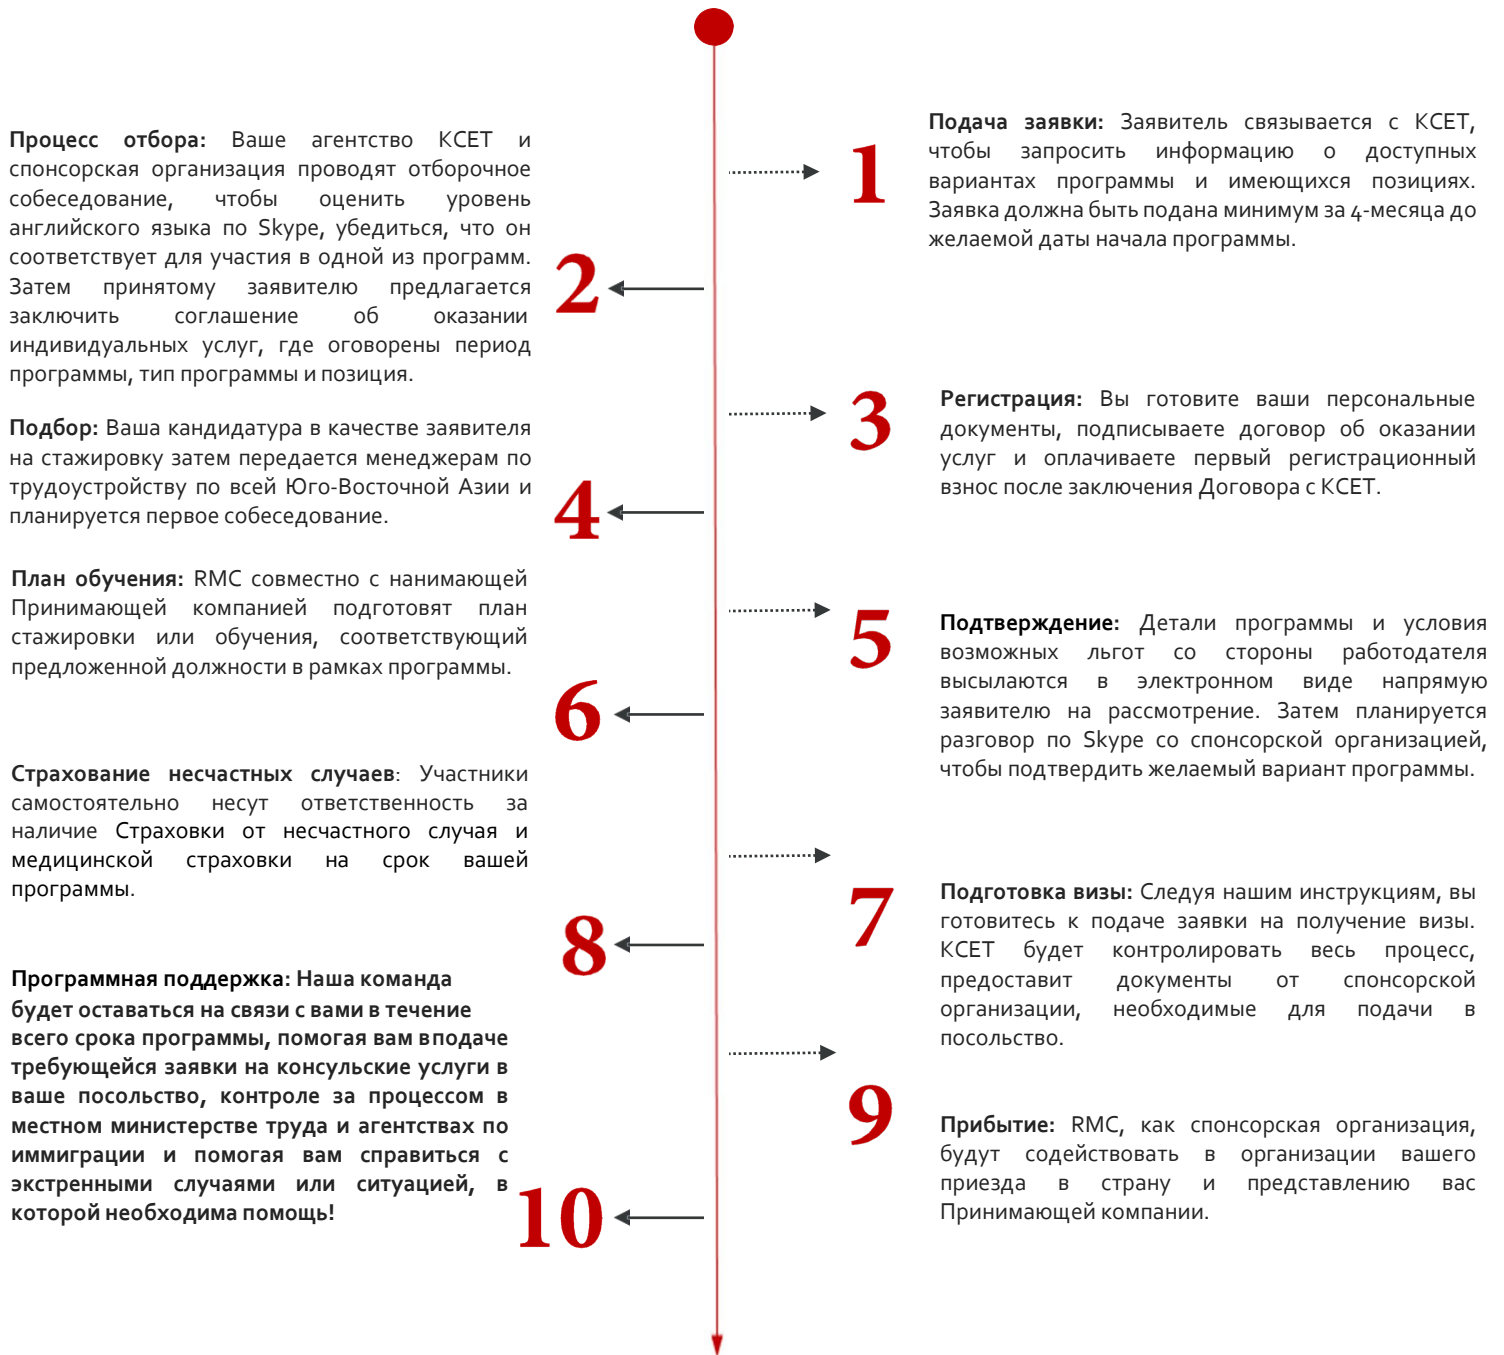 Подача заявки: Заявитель связывается с КСЕТ,
чтобы запросить информацию о доступных
вариантах программы и имеющихся позициях.
Заявка должна быть подана минимум за 4-месяца до
желаемой даты начала программы.
1
Процесс отбора: Ваше агентство КСЕТ и
спонсорская организация проводят отборочное
собеседование, чтобы оценить уровень
английского языка по Skype, убедиться, что он
соответствует для участия в одной из программ.
Затем принятому заявителю предлагается
заключить соглашение об оказании
индивидуальных услуг, где оговорены период
программы, тип программы и позиция.
2
Регистрация: Вы готовите ваши персональные
документы, подписываете договор об оказании
услуг и оплачиваете первый регистрационный
взнос после заключения Договора с КСЕТ.
3
Подбор: Ваша кандидатура в качестве заявителя
на стажировку затем передается менеджерам по
трудоустройству по всей Юго-Восточной Азии и
планируется первое собеседование.
4
Подтверждение: Детали программы и условия
возможных льгот со стороны работодателя
высылаются в электронном виде напрямую
заявителю на рассмотрение. Затем планируется
разговор по Skype со спонсорской организацией,
чтобы подтвердить желаемый вариант программы.
5
План обучения: RMC совместно с нанимающей
Принимающей компанией подготовят план
стажировки или обучения, соответствующий
предложенной должности в рамках программы.
6
Подготовка визы: Следуя нашим инструкциям, вы
готовитесь к подаче заявки на получение визы.
КСЕТ будет контролировать весь процесс,
предоставит документы от спонсорской
организации, необходимые для подачи в
посольство.
7
Страхование несчастных случаев: Участники
самостоятельно несут ответственность за
наличие Страховки от несчастного случая и
медицинской страховки на срок вашей
программы.
8
Прибытие: RMC, как спонсорская организация,
будут содействовать в организации вашего
приезда в страну и представлению вас
Принимающей компании.
9
Программная поддержка: Наша команда
будет оставаться на связи с вами в течение
всего срока программы, помогая вам вподаче
требующейся заявки на консульские услуги в
ваше посольство, контроле за процессом в
местном министерстве труда и агентствах по
иммиграции и помогая вам справиться с
экстренными случаями или ситуацией, в
которой необходима помощь!
10